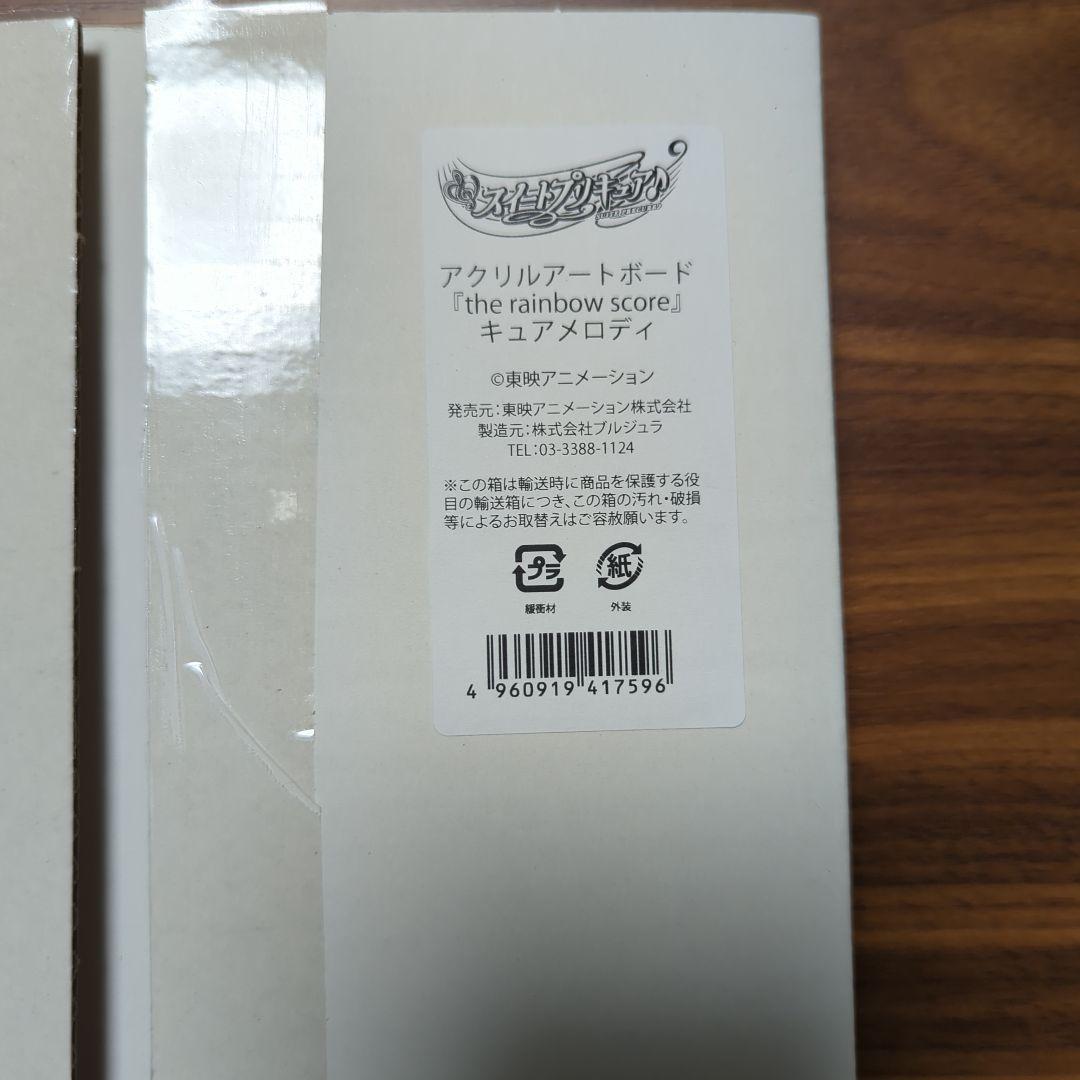 スイートプリキュア♪
アクリルアートボード
『the rainbow score』
キュアメロディ
©東映アニメーション
発売元:東映アニメーション株式会社
製造元:株式会社ブルジュラ
TEL:03-3388-1124
※この箱は輸送時に商品を保護する役
目の輸送箱につき、この箱の汚れ・破損
等によるお取替えはご容赦願います。
プラ 紙
緩衝材 外装
4 960919 417596